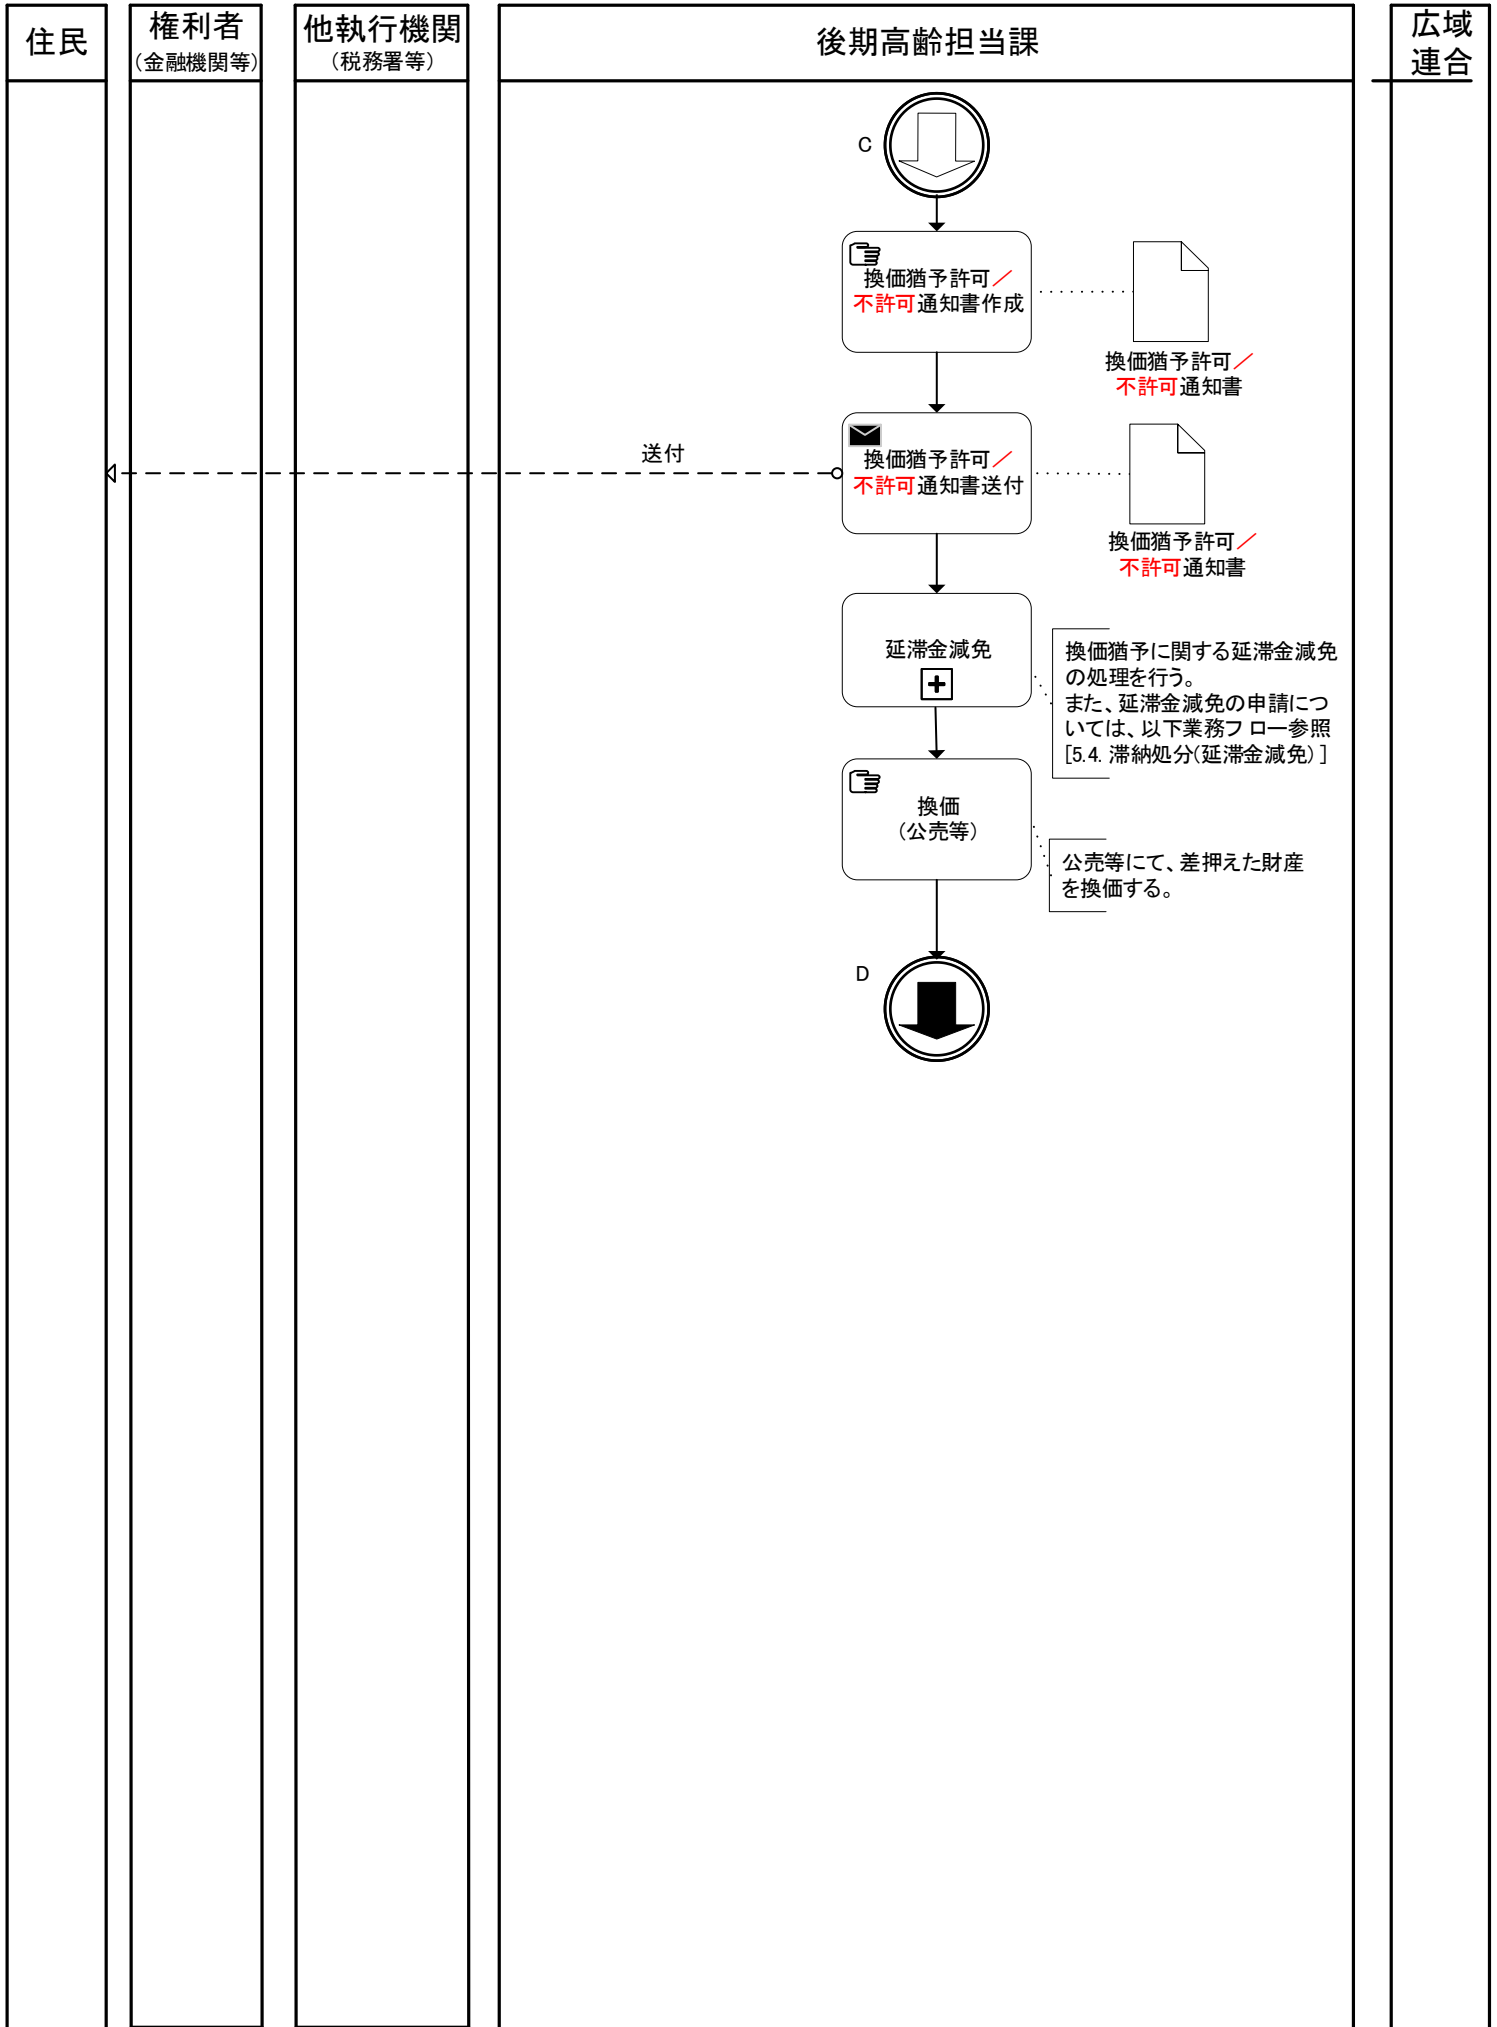 住民
権利者
（金融機関等）
他執行機関
（税務署等）
後期高齢担当課
広域
連合
C
換価猶予許可／
不許可通知書作成
換価猶予許可／
不許可通知書
送付
換価猶予許可／
不許可通知書送付
換価猶予許可／
不許可通知書
延滞金減免
換価猶予に関する延滞金減免
の処理を行う。
また、延滞金減免の申請につ
いては、以下業務フロー参照
[5.4. 滞納処分(延滞金減免)]
換価
（公売等）
公売等にて、差押えた財産
を換価する。
D